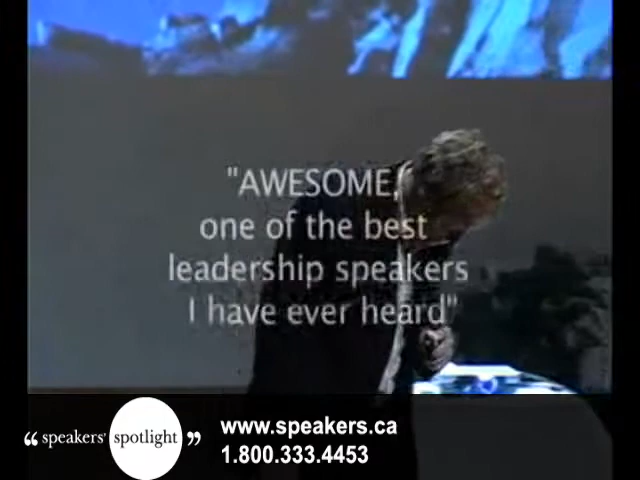 "AWESOME,
one of the best
leadership speakers
I have ever heard"
“ speakers' spotlight ”
www.speakers.ca
1.800.333.4453